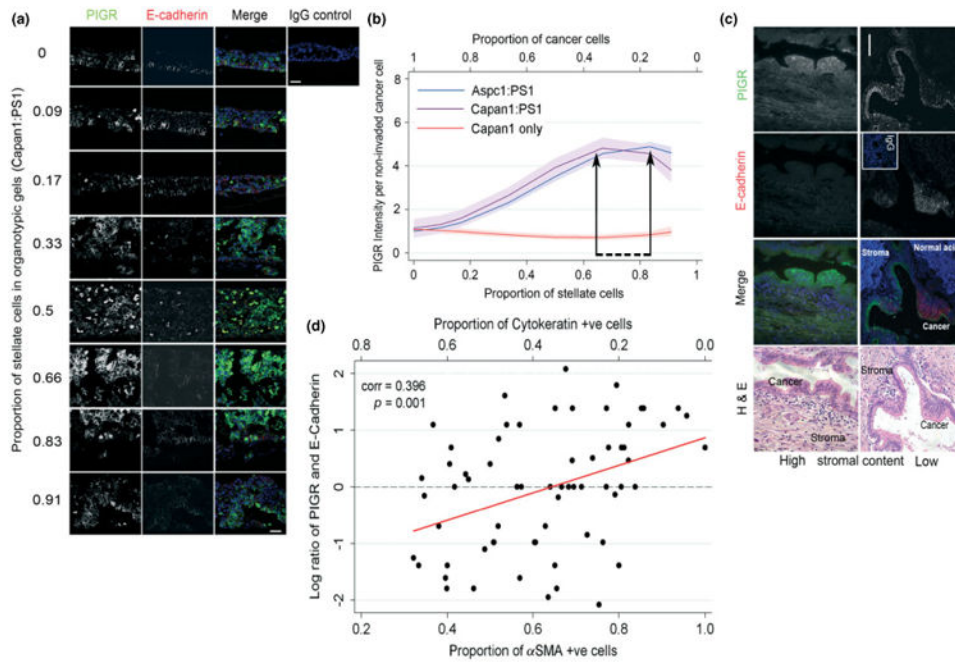 (a)
PIGR E-cadherin Merge IgG control
Proportion of stellate cells in organotypic gels (Capan1:PS1)
0
0.09
0.17
0.33
0.5
0.66
0.83
0.91
(b)
Proportion of cancer cells
1 0.8 0.6 0.4 0.2 0
PIGR Intensity per non-invaded cancer cell
8
6
4
2
0
Aspc1:PS1
Capan1:PS1
Capan1 only
0 0.2 0.4 0.6 0.8 1
Proportion of stellate cells
(c)
PIGR
E-cadherin
IgG
Merge
Stroma
Normal acini
Cancer
H & E
Cancer
Stroma
Stroma
Cancer
High stromal content Low
(d)
Proportion of Cytokeratin +ve cells
0.8 0.6 0.4 0.2 0.0
Log ratio of PIGR and E-Cadherin
corr = 0.396
p = 0.001
2
1
0
-1
-2
0.2 0.4 0.6 0.8 1.0
Proportion of αSMA +ve cells